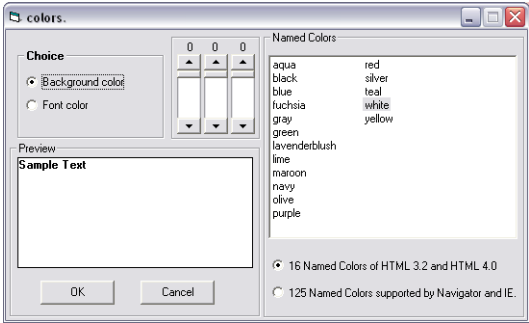 colors.
Choice
Background color
Font color
0 0 0
Preview
Sample Text
OK Cancel
Named Colors
aqua red
black silver
blue teal
fuchsia white
gray yellow
green
lavenderblush
lime
maroon
navy
olive
purple
16 Named Colors of HTML 3.2 and HTML 4.0
125 Named Colors supported by Navigator and IE.